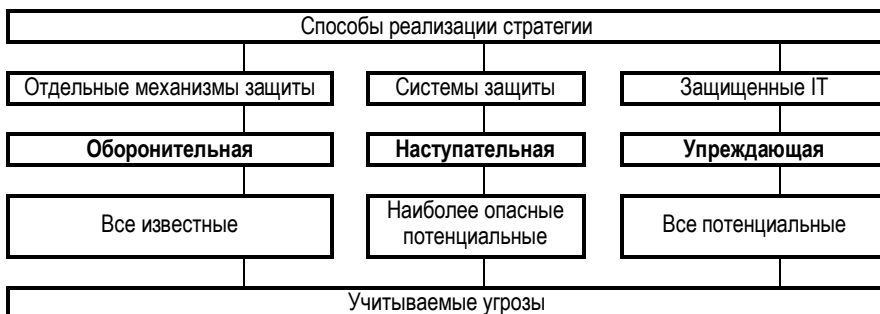 Способы реализации стратегии
Отдельные механизмы защиты
Системы защиты
Защищенные IT
Оборонительная
Наступательная
Упреждающая
Все известные
Наиболее опасные
потенциальные
Все потенциальные
Учитываемые угрозы